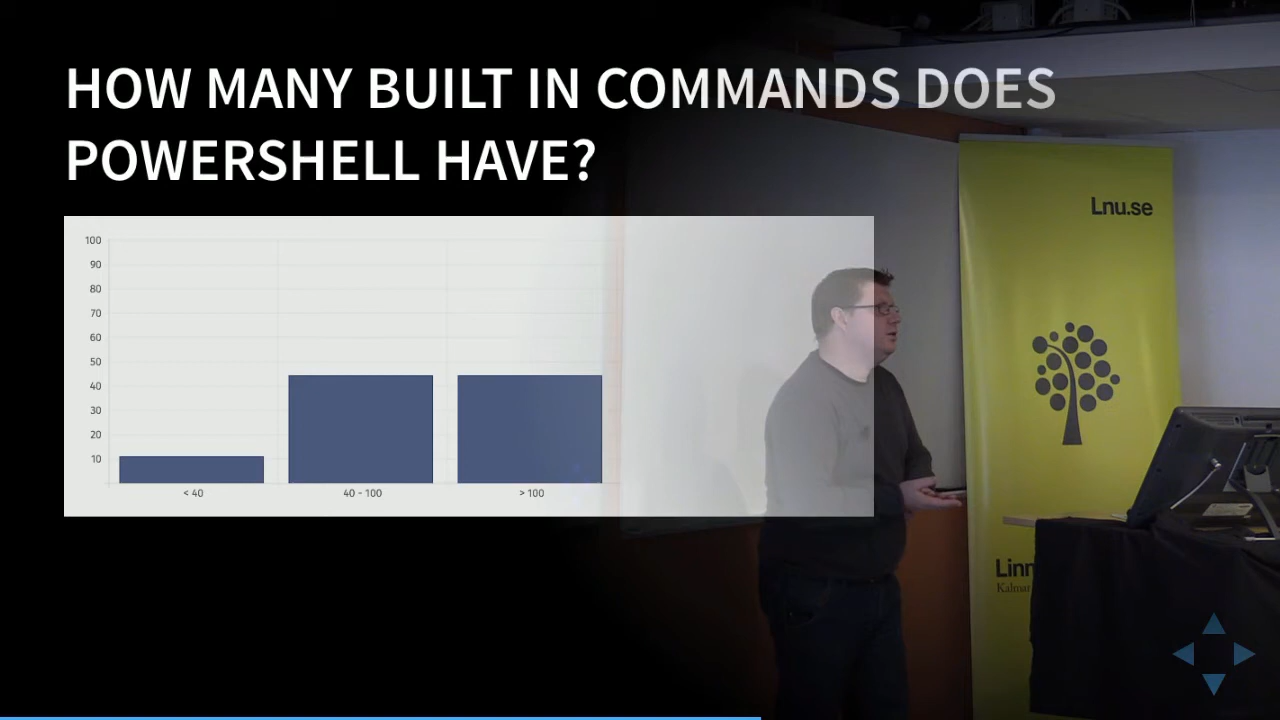 HOW MANY BUILT IN COMMANDS DOES
POWERSHELL HAVE?
100
90
80
70
60
50
40
30
20
10
< 40
40 - 100
> 100
Lnu.se
Linn
Kalmar